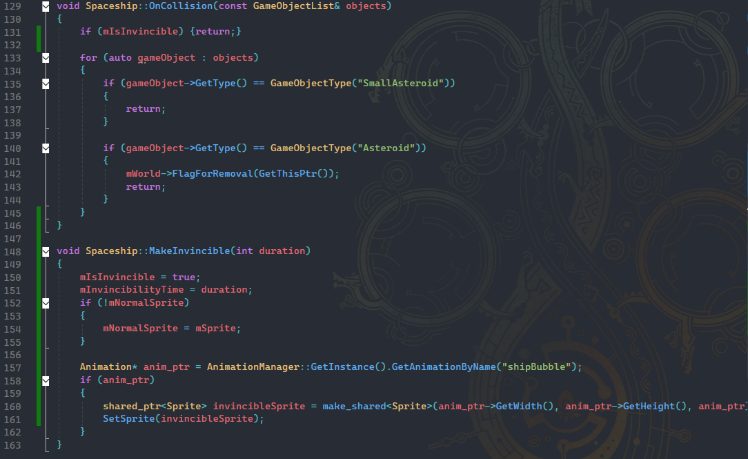 129 void Spaceship::OnCollision(const GameObjectList& objects)
130 {
131     if (mIsInvincible) {return;}
132
133     for (auto gameObject : objects)
134     {
135         if (gameObject->GetType() == GameObjectType("SmallAsteroid"))
136         {
137             return;
138         }
139
140         if (gameObject->GetType() == GameObjectType("Asteroid"))
141         {
142             mWorld->FlagForRemoval(GetThisPtr());
143             return;
144         }
145     }
146 }
147
148 void Spaceship::MakeInvincible(int duration)
149 {
150     mIsInvincible = true;
151     mInvincibilityTime = duration;
152     if (!mNormalSprite)
153     {
154         mNormalSprite = mSprite;
155     }
156
157     Animation* anim_ptr = AnimationManager::GetInstance().GetAnimationByName("shipBubble");
158     if (anim_ptr)
159     {
160         shared_ptr<Sprite> invincibleSprite = make_shared<Sprite>(anim_ptr->GetWidth(), anim_ptr->GetHeight(), anim_ptr
161         SetSprite(invincibleSprite);
162     }
163 }